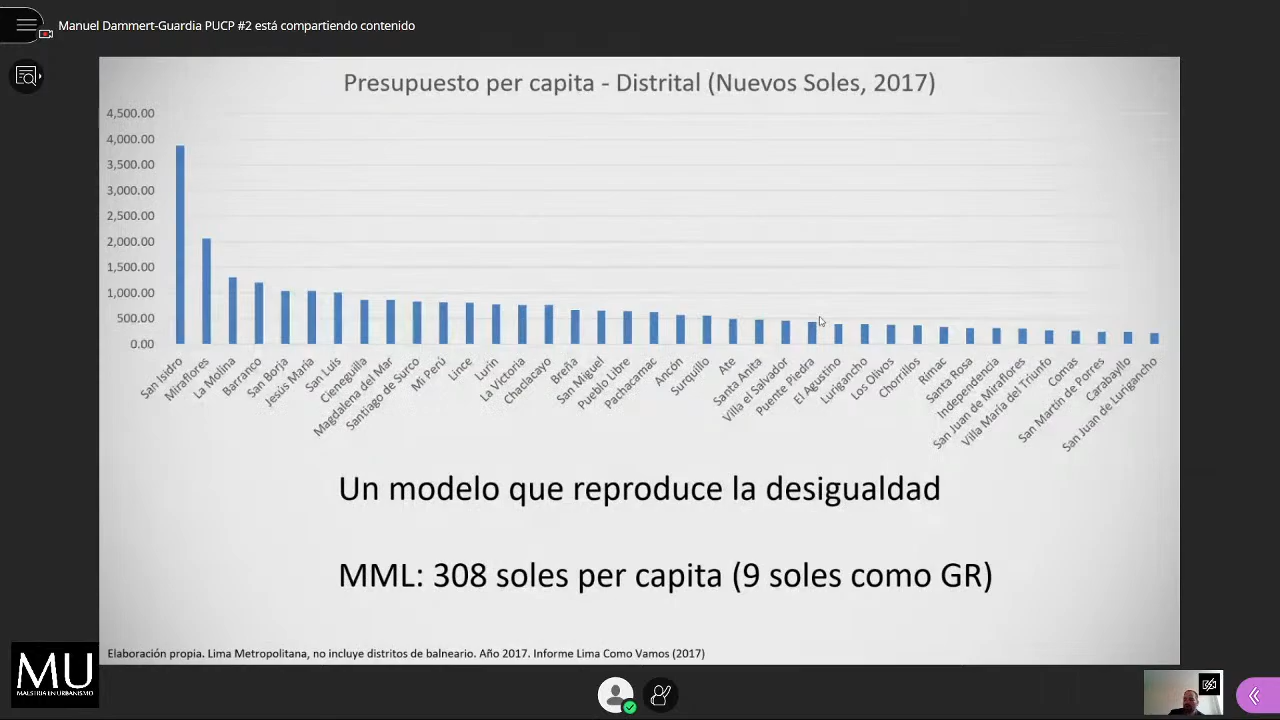 Manuel Dammert-Guardia PUCP #2 está compartiendo contenido
Presupuesto per capita - Distrital (Nuevos Soles, 2017)
4,500.00
4,000.00
3,500.00
3,000.00
2,500.00
2,000.00
1,500.00
1,000.00
500.00
0.00
San Isidro
Miraflores
La Molina
Barranco
San Borja
Jesús María
San Luis
Cieneguilla
Magdalena del Mar
Santiago de Surco
Mi Perú
Lince
Lurin
La Victoria
Chaclacayo
Breña
San Miguel
Pueblo Libre
Pachacamac
Ancón
Surquillo
Ate
Santa Anita
Villa el Salvador
Puente Piedra
El Agustino
Lurigancho
Los Olivos
Chorrillos
Rimac
Santa Rosa
Independencia
San Juan de Miraflores
Villa María del Triunfo
Comas
San Martín de Porres
Carabayllo
San Juan de Lurigancho
Un modelo que reproduce la desigualdad
MML: 308 soles per capita (9 soles como GR)
Elaboración propia. Lima Metropolitana, no incluye distritos de balneario. Año 2017. Informe Lima Como Vamos (2017)
MU
MAESTRÍA EN URBANISMO